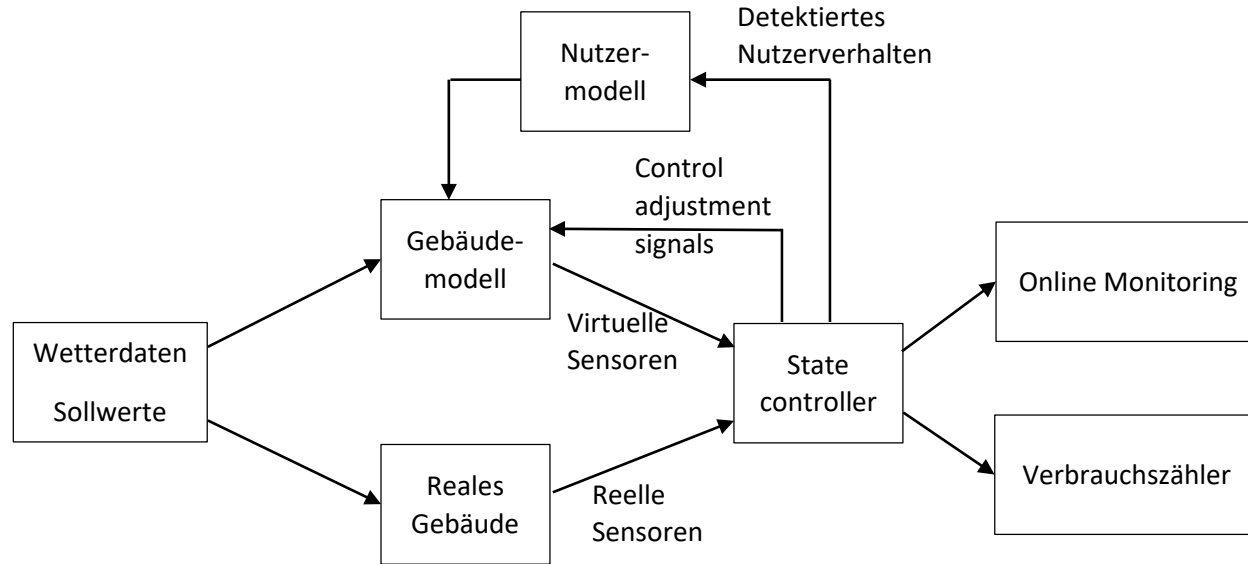 Detektiertes
Nutzerverhalten
Nutzer-
modell
Control
adjustment
signals
Gebäude-
modell
Online Monitoring
Virtuelle
Sensoren
Wetterdaten
Sollwerte
State
controller
Reales
Gebäude
Reelle
Sensoren
Verbrauchszähler